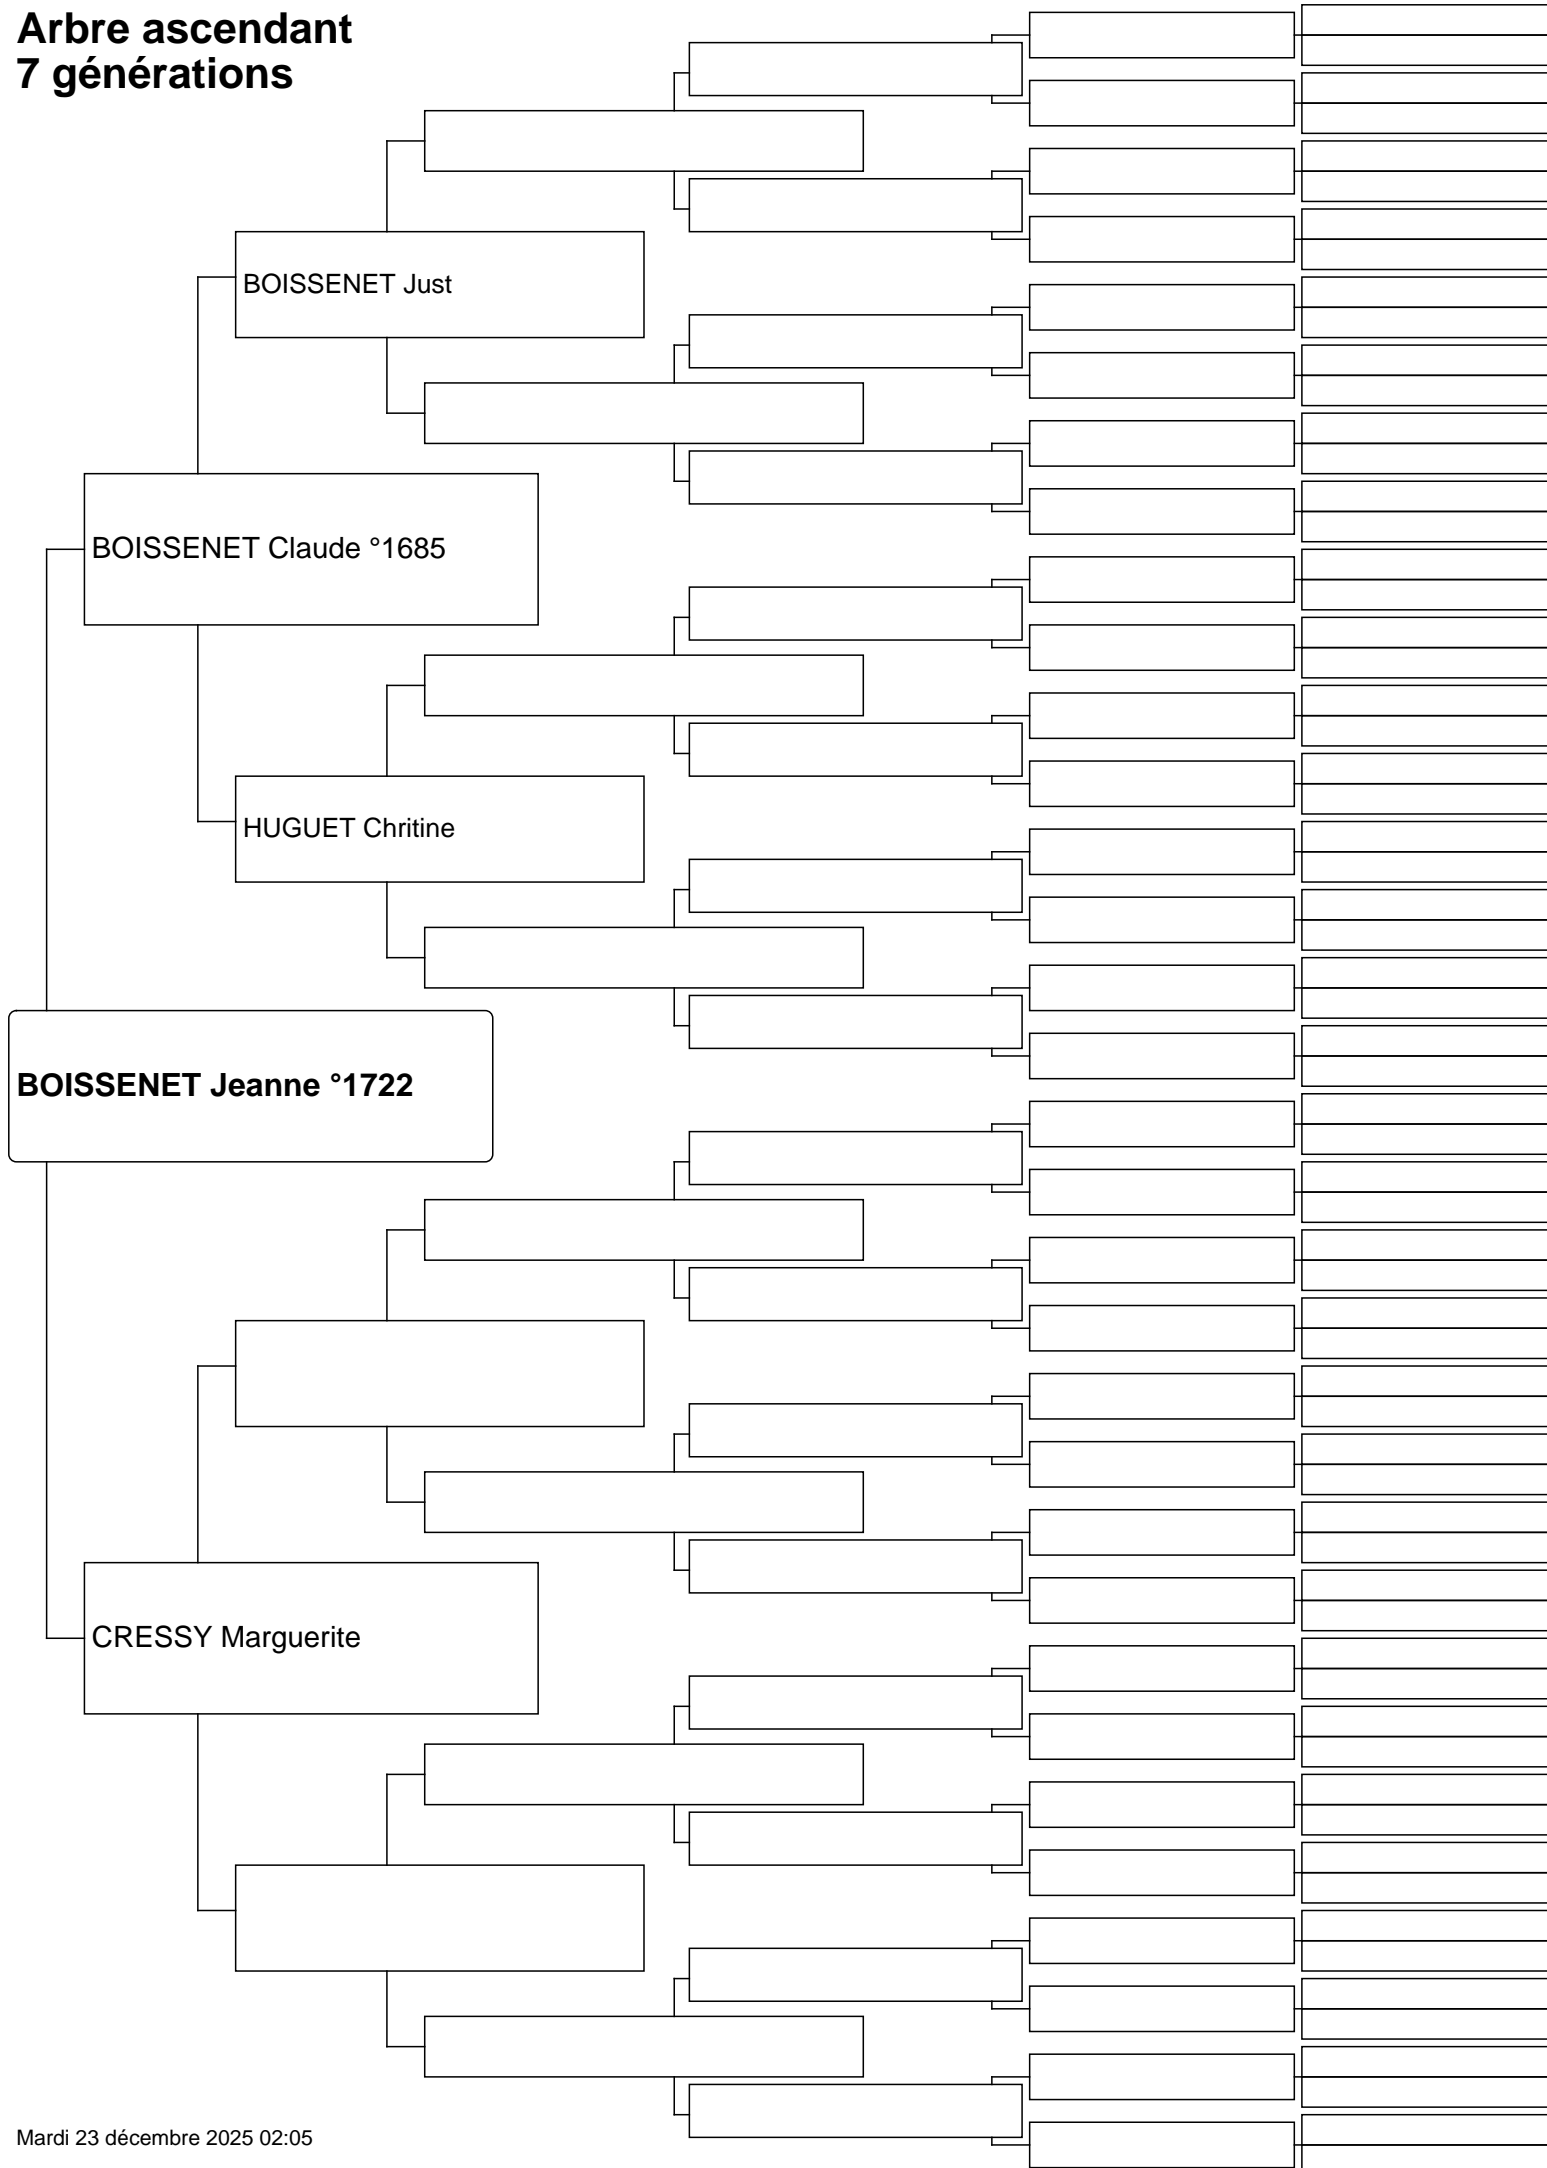 Arbre ascendant
7 générations
BOISSENET Just
BOISSENET Claude °1685
HUGUET Chritine
BOISSENET Jeanne °1722
CRESSY Marguerite
Mardi 23 décembre 2025 02:05